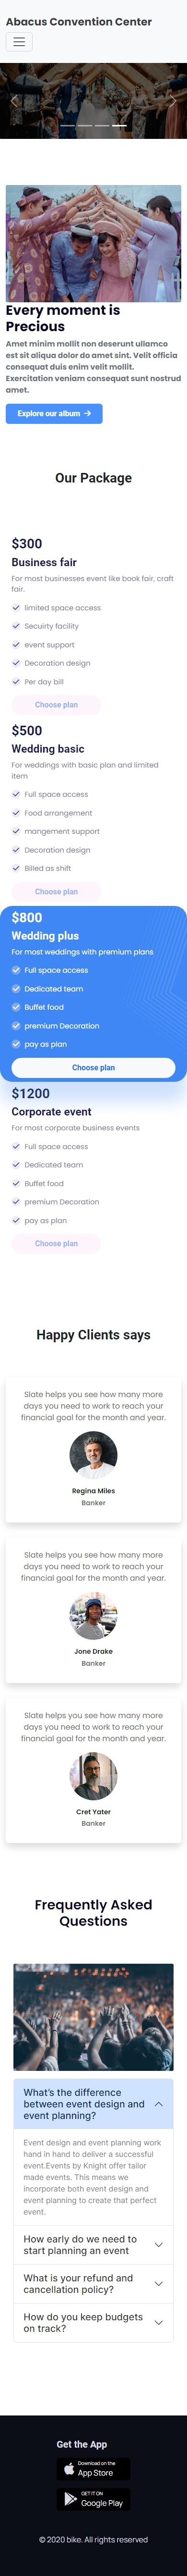 Abacus Convention Center
Every moment is
Precious
Amet minim mollit non deserunt ullamco
est sit aliqua dolor do amet sint. Velit officia
consequat duis enim velit mollit.
Exercitation veniam consequat sunt nostrud
amet.
Explore our album →
Our Package
$300
Business fair
For most businesses event like book fair, craft
fair.
limited space access
Secuirty facility
event support
Decoration design
Per day bill
Choose plan
$500
Wedding basic
For weddings with basic plan and limited
item
Full space access
Food arrangement
mangement support
Decoration design
Billed as shift
Choose plan
$800
Wedding plus
For most weddings with premium plans
Full space access
Dedicated team
Buffet food
premium Decoration
pay as plan
Choose plan
$1200
Corporate event
For most corporate business events
Full space access
Dedicated team
Buffet food
premium Decoration
pay as plan
Choose plan
Happy Clients says
Slate helps you see how many more
days you need to work to reach your
financial goal for the month and year.
Regina Miles
Banker
Slate helps you see how many more
days you need to work to reach your
financial goal for the month and year.
Jone Drake
Banker
Slate helps you see how many more
days you need to work to reach your
financial goal for the month and year.
Cret Yater
Banker
Frequently Asked
Questions
What's the difference
between event design and
event planning?
Event design and event planning work
hand in hand to deliver a successful
event.Events by Knight offer tailor
made events. This means we
incorporate both event design and
event planning to create that perfect
event.
How early do we need to
start planning an event
What is your refund and
cancellation policy?
How do you keep budgets
on track?
Get the App
Download on the
App Store
GET IT ON
Google Play
© 2020 bike. All rights reserved